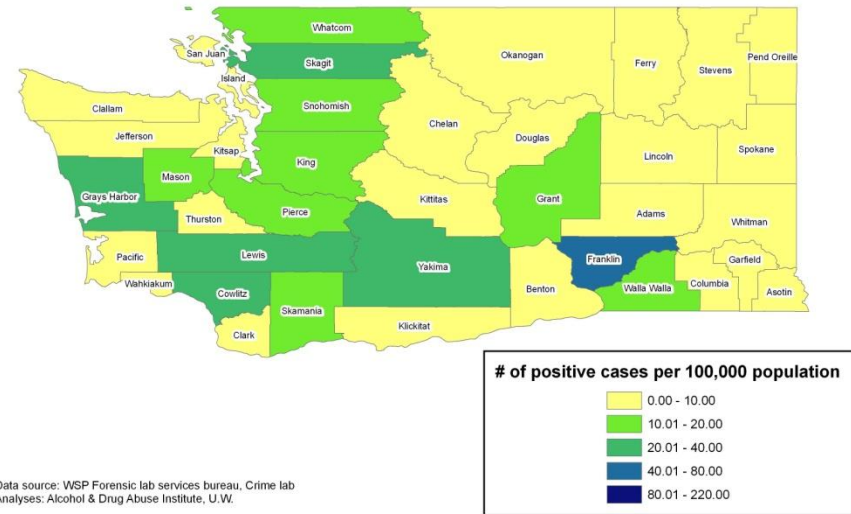 Whatcom
San Juan
Skagit
Okanogan
Ferry
Stevens
Pend Oreille
Island
Clallam
Snohomish
Chelan
Douglas
Jefferson
Kitsap
King
Lincoln
Spokane
Mason
Grays Harbor
Kittitas
Grant
Thurston
Pierce
Adams
Whitman
Pacific
Lewis
Yakima
Franklin
Garfield
Wahkiakum
Cowlitz
Skamania
Benton
Walla Walla
Columbia
Asotin
Clark
Klickitat
# of positive cases per 100,000 population
0.00 - 10.00
10.01 - 20.00
20.01 - 40.00
40.01 - 80.00
80.01 - 220.00
Data source: WSP Forensic lab services bureau, Crime lab
Analyses: Alcohol & Drug Abuse Institute, U.W.